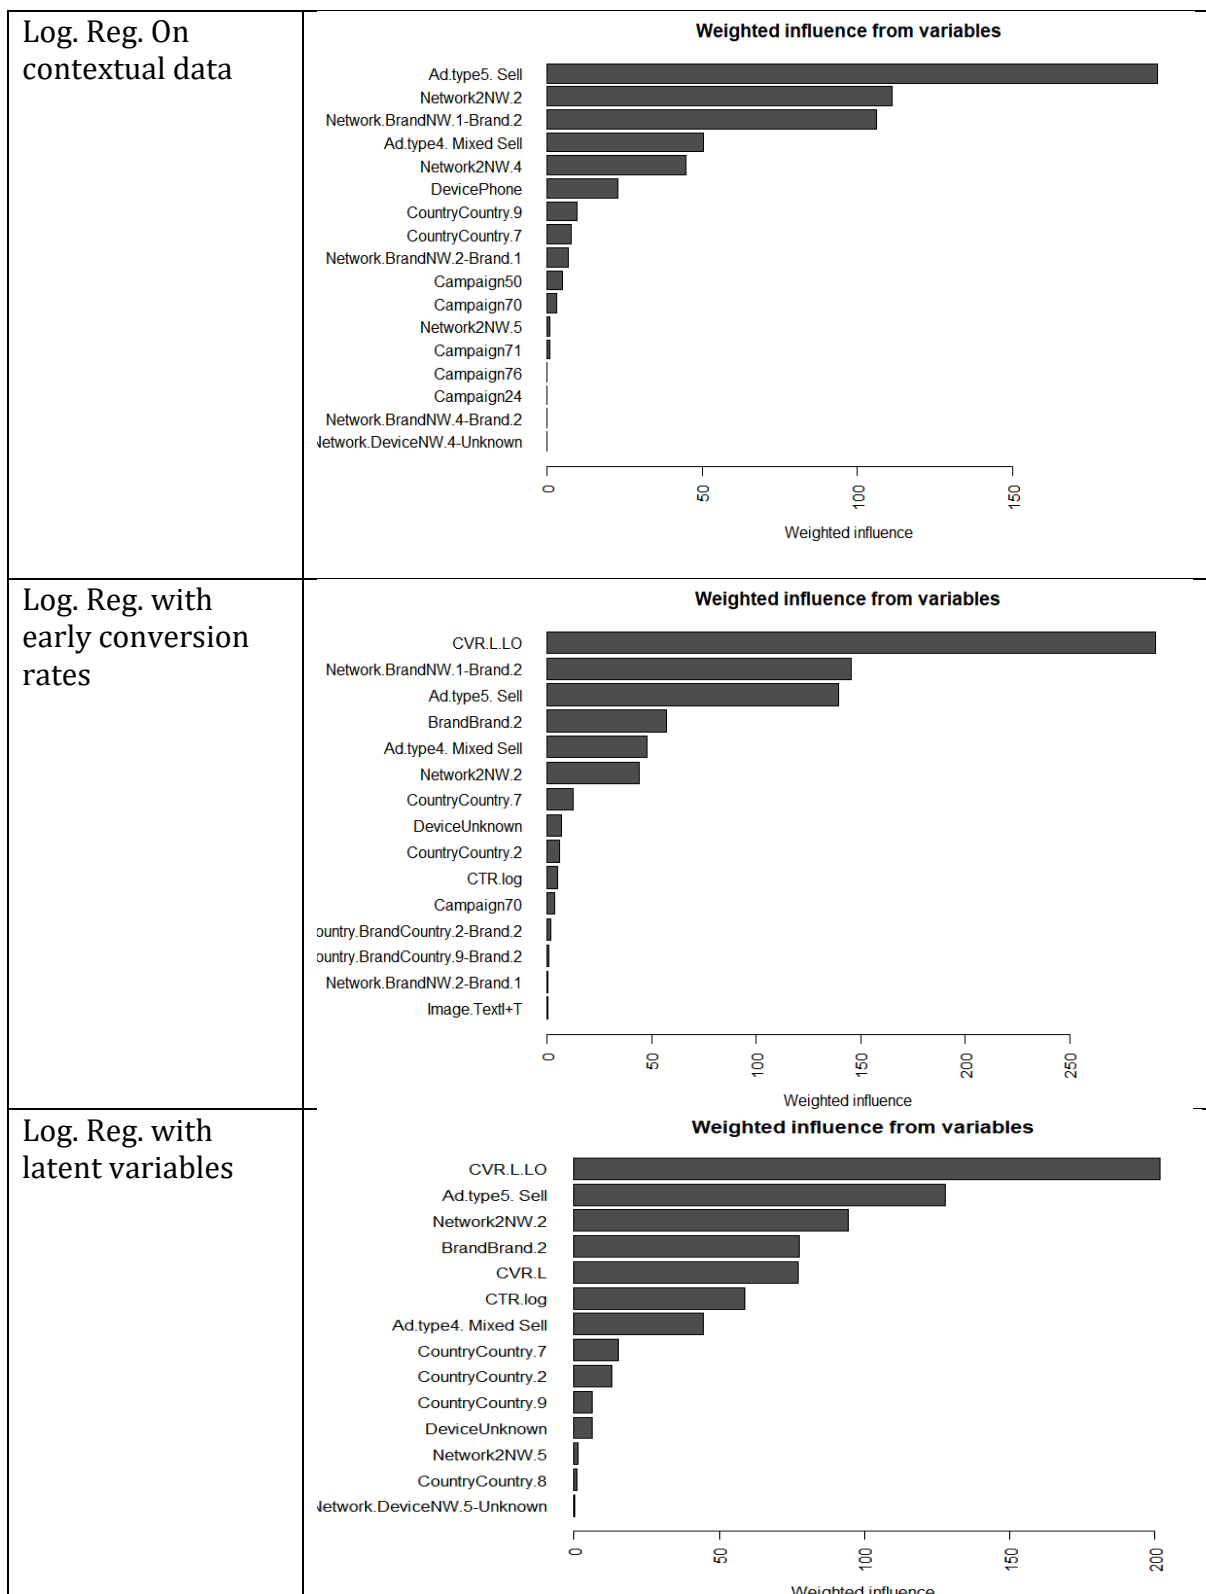 Log. Reg. On
contextual data
Weighted influence from variables
Ad.type5. Sell
Network2NW.2
Network.BrandNW.1-Brand.2
Ad.type4. Mixed Sell
Network2NW.4
DevicePhone
CountryCountry.9
CountryCountry.7
Network.BrandNW.2-Brand.1
Campaign50
Campaign70
Network2NW.5
Campaign71
Campaign76
Campaign24
Network.BrandNW.4-Brand.2
Network.DeviceNW.4-Unknown
0 50 100 150
Weighted influence
Log. Reg. with
early conversion
rates
Weighted influence from variables
CVR.L.LO
Network.BrandNW.1-Brand.2
Ad.type5. Sell
BrandBrand.2
Ad.type4. Mixed Sell
Network2NW.2
CountryCountry.7
DeviceUnknown
CountryCountry.2
CTR.log
Campaign70
ountry.BrandCountry.2-Brand.2
ountry.BrandCountry.9-Brand.2
Network.BrandNW.2-Brand.1
Image.TextI+T
0 50 100 150 200 250
Weighted influence
Log. Reg. with
latent variables
Weighted influence from variables
CVR.L.LO
Ad.type5. Sell
Network2NW.2
BrandBrand.2
CVR.L
CTR.log
Ad.type4. Mixed Sell
CountryCountry.7
CountryCountry.2
CountryCountry.9
DeviceUnknown
Network2NW.5
CountryCountry.8
Network.DeviceNW.5-Unknown
0 50 100 150 200
Weighted influence